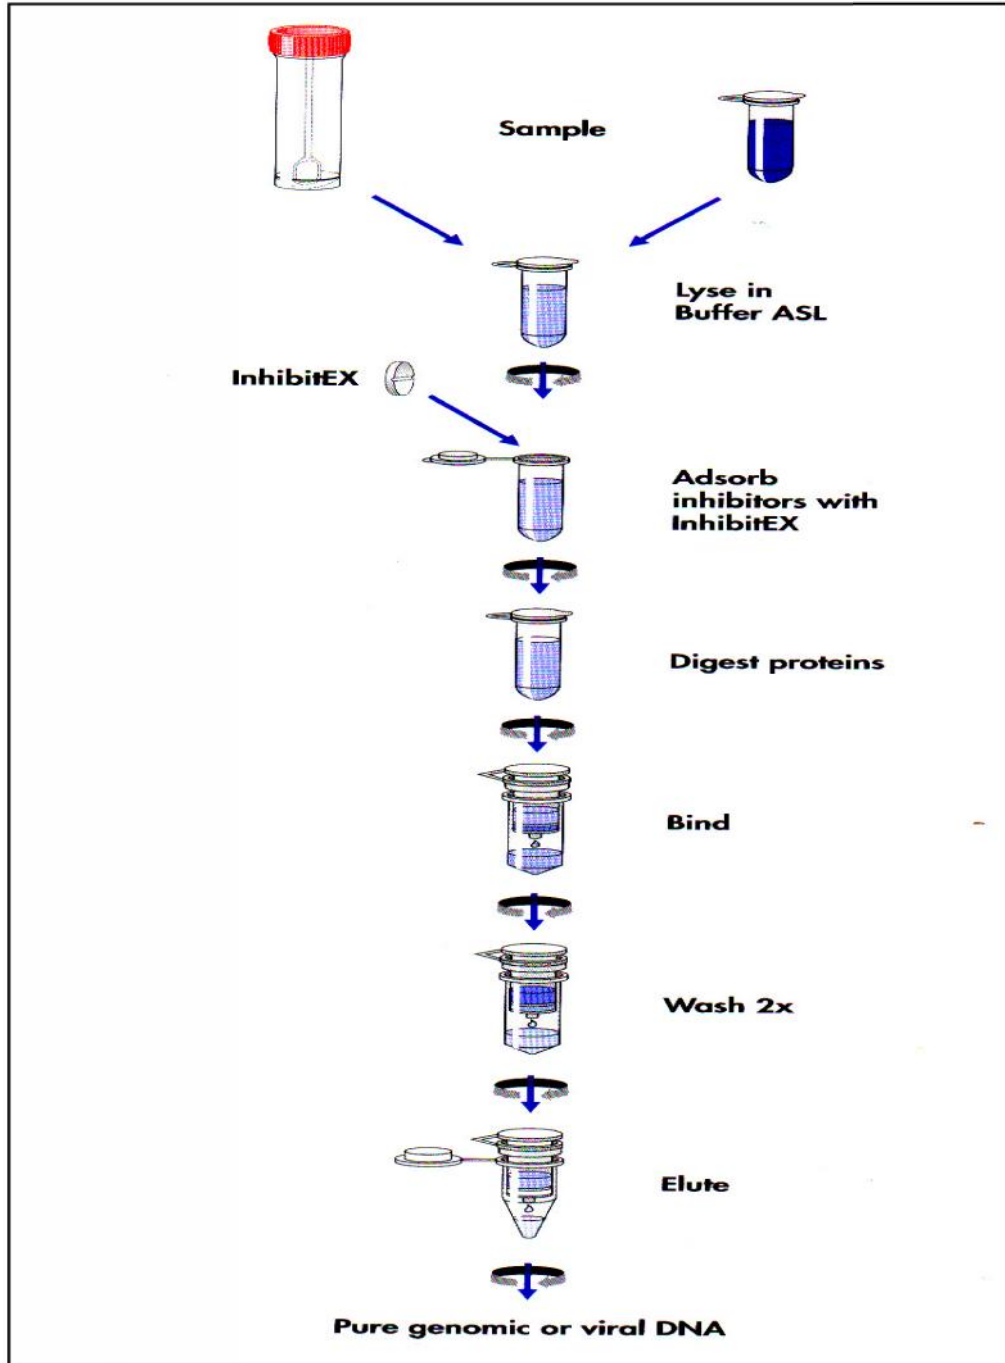 Sample
Lyse in
Buffer ASL
InhibitEX
Adsorb
inhibitors with
InhibitEX
Digest proteins
Bind
Wash 2x
Elute
Pure genomic or viral DNA